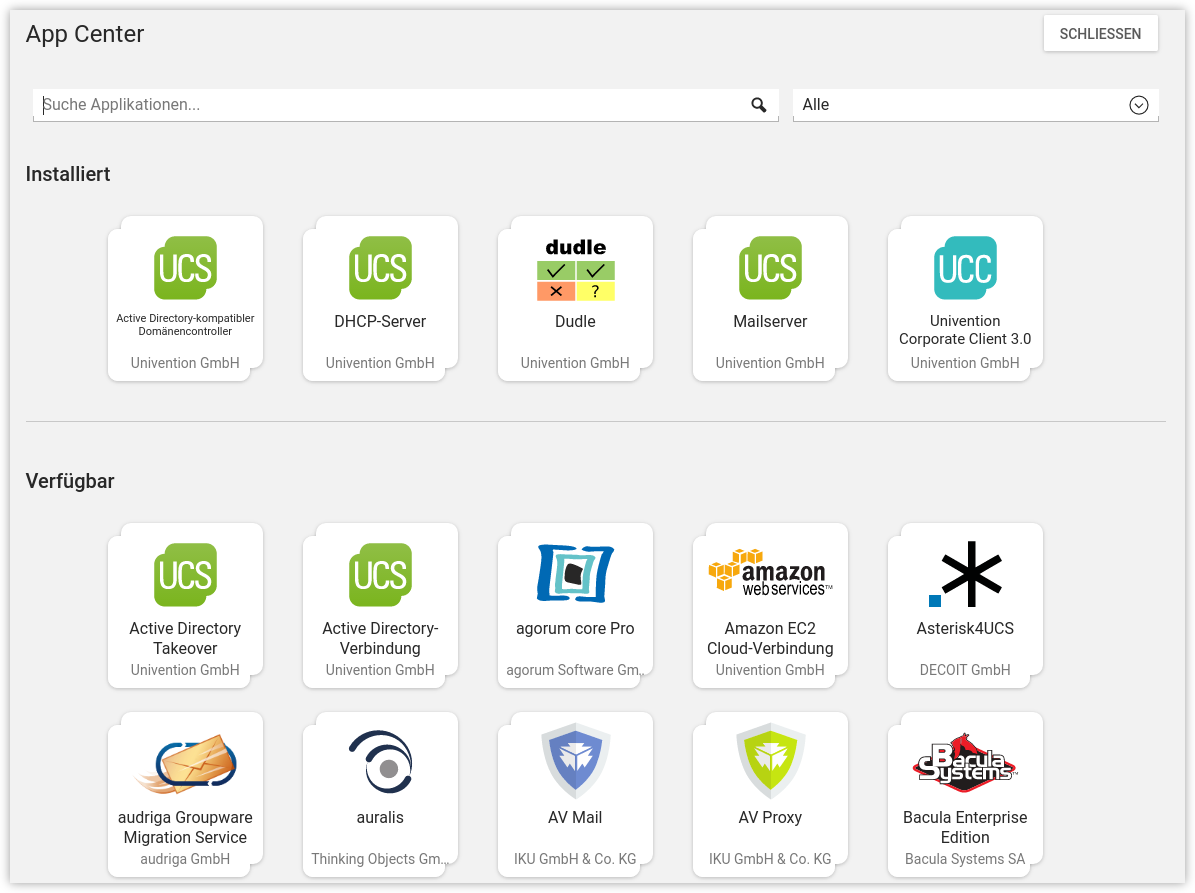 App Center
SCHLIESSEN
Suche Applikationen...
Alle
Installiert
UCS
Active Directory-kompatibler
Domänencontroller
Univention GmbH
UCS
DHCP-Server
Univention GmbH
dudle
?
Dudle
Univention GmbH
UCS
Mailserver
Univention GmbH
UCC
Univention
Corporate Client 3.0
Univention GmbH
Verfügbar
UCS
Active Directory
Takeover
Univention GmbH
UCS
Active Directory-
Verbindung
Univention GmbH
agorum core Pro
agorum Software Gm...
amazon
web services™
Amazon EC2
Cloud-Verbindung
Univention GmbH
Asterisk4UCS
DECOIT GmbH
audriga Groupware
Migration Service
audriga GmbH
auralis
Thinking Objects Gm...
AV Mail
IKU GmbH & Co. KG
AV Proxy
IKU GmbH & Co. KG
Bacula
Systems™
Bacula Enterprise
Edition
Bacula Systems SA